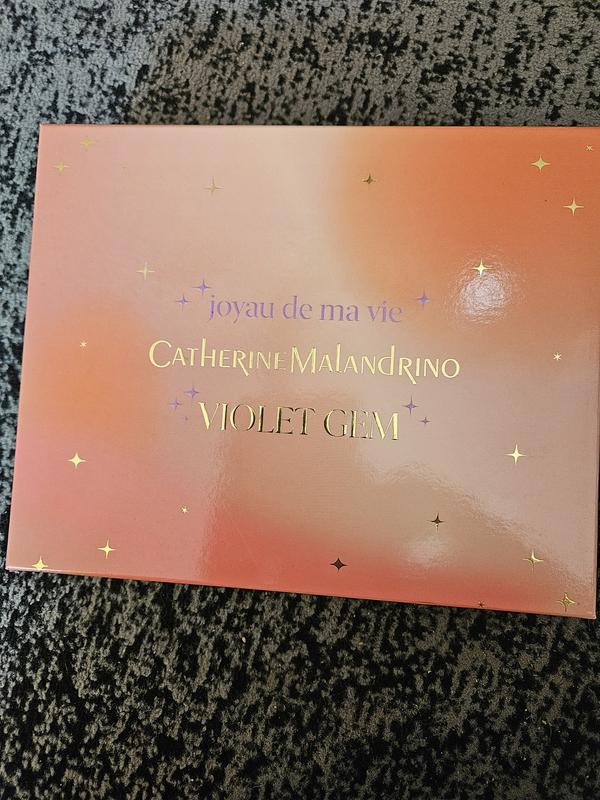 joyau de ma vie
CATHERINE MALANDRINO
VIOLET GEM